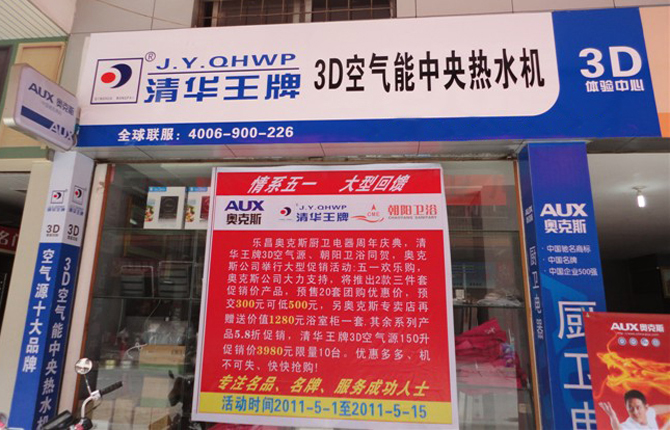 ® J.Y.QHWP
清华王牌
3D空气能中央热水机
3D
体验中心
全球联服：4006-900-226
AUX 奥克斯
AUX
3D
3D
空气源十大品牌
3D空气能中央热水机
情系五一 大型回馈
AUX
奥克斯
J.Y.QHWP
清华王牌
朝阳卫浴
乐昌奥克斯厨卫电器周年庆典，清
华王牌3D空气源、朝阳卫浴同贺，奥克
斯公司举行大型促销活动:五一欢乐购，
奥克斯公司大力支持，将推出2款三件套
促销价产品，预售20套团购优惠价，预
交300元可低500元，另奥克斯专卖店再
赠送价值1280元浴室柜一套.其余系列产
品5.8折促销，清华王牌3D空气源150升
促销价3980元限量10台。优惠多多、机
不可失、快快抢购！
专注名品、名牌、服务成功人士
活动时间2011-5-1至2011-5-15
AUX
奥克斯
·中国驰名商标
·中国名牌
·中国企业500强
厨卫电
AUX奥克斯